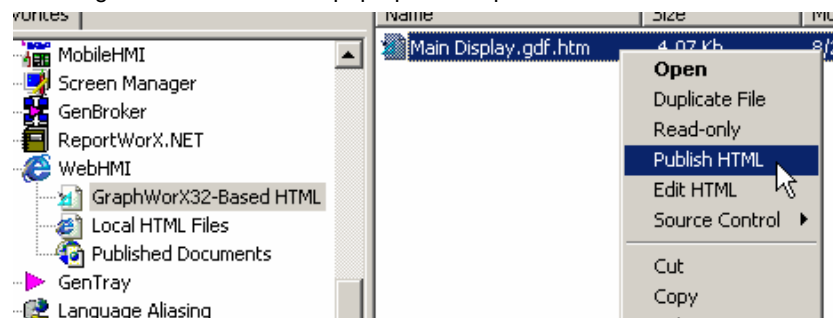 vorites
Name
Size
MobileHMI
Screen Manager
GenBroker
ReportWorX.NET
WebHMI
GraphWorX32-Based HTML
Local HTML Files
Published Documents
GenTray
Language Aliasing
Main Display.gdf.htm
4.07 Kb
8/
Open
Duplicate File
Read-only
Publish HTML
Edit HTML
Source Control
Cut
Copy